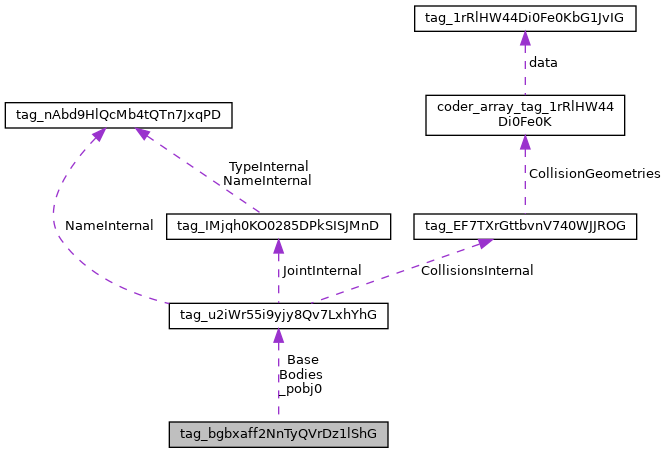 tag_1rRlHW44Di0Fe0KbG1JvIG
data
coder_array_tag_1rRlHW44
Di0Fe0K
tag_nAbd9HlQcMb4tQTn7JxqPD
TypeInternal
NameInternal
CollisionGeometries
NameInternal
tag_IMjqh0KO0285DPkSISJMnD
tag_EF7TXrGttbvnV740WJJROG
JointInternal
CollisionsInternal
tag_u2iWr55i9yjy8Qv7LxhYhG
Base
Bodies
_pobj0
tag_bgbxaff2NnTyQVrDz1lShG